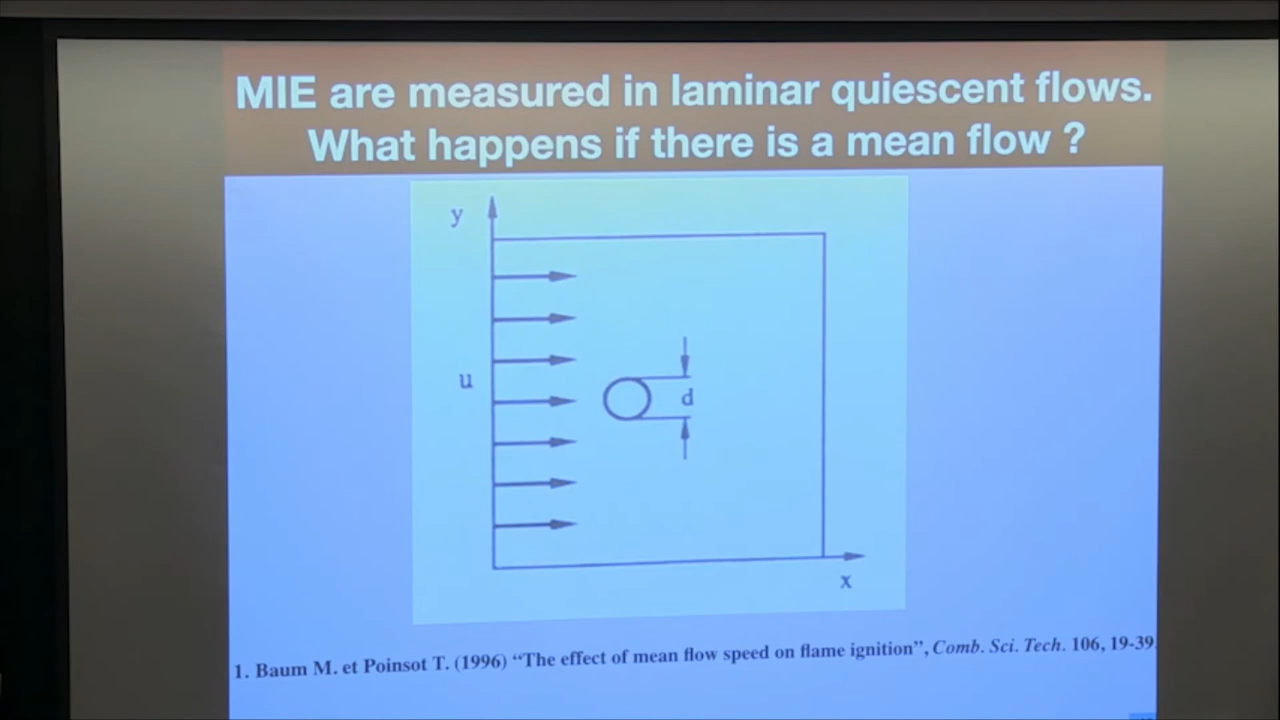 MIE are measured in laminar quiescent flows.
What happens if there is a mean flow ?
y
u
d
x
1. Baum M. et Poinsot T. (1996) “The effect of mean flow speed on flame ignition”, Comb. Sci. Tech. 106, 19-39